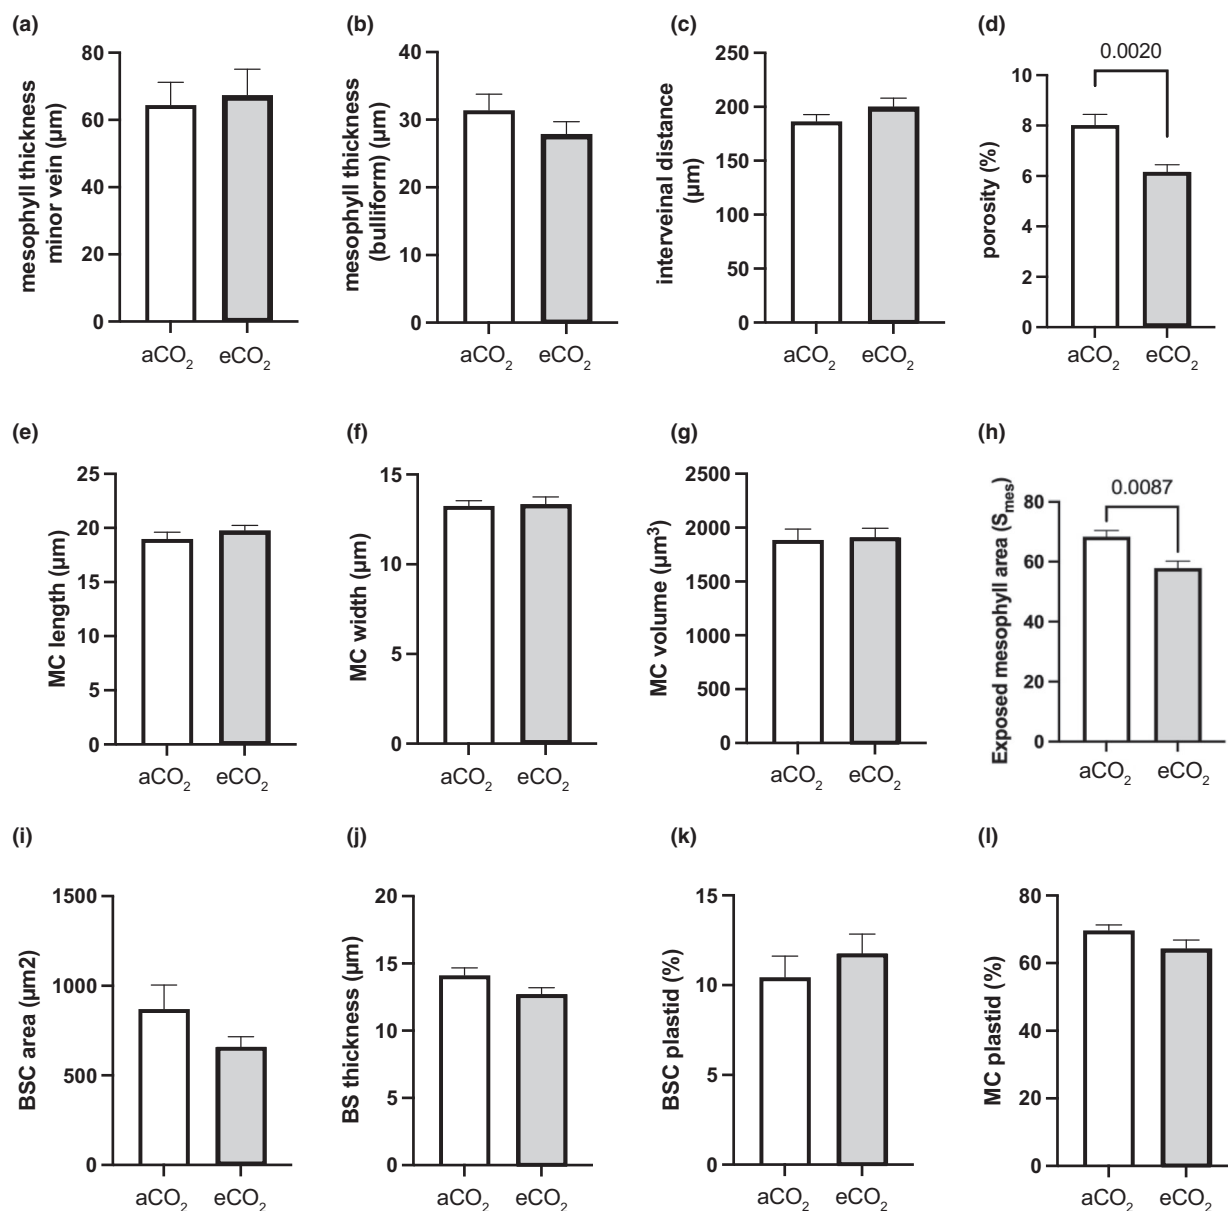 (a)
mesophyll thickness
minor vein (µm)
80
60
40
20
0
aCO₂
eCO₂
(b)
mesophyll thickness
(bulliform) (µm)
40
30
20
10
0
aCO₂
eCO₂
(c)
interveinal distance
(µm)
250
200
150
100
50
0
aCO₂
eCO₂
(d)
0.0020
porosity (%)
10
8
6
4
2
0
aCO₂
eCO₂
(e)
MC length (µm)
25
20
15
10
5
0
aCO₂
eCO₂
(f)
MC width (µm)
15
10
5
0
aCO₂
eCO₂
(g)
MC volume (µm³)
2500
2000
1500
1000
500
0
aCO₂
eCO₂
(h)
0.0087
Exposed mesophyll area (Sₘₑₛ)
80
60
40
20
0
aCO₂
eCO₂
(i)
BSC area (µm2)
1500
1000
500
0
aCO₂
eCO₂
(j)
BS thickness (µm)
20
15
10
5
0
aCO₂
eCO₂
(k)
BSC plastid (%)
15
10
5
0
aCO₂
eCO₂
(l)
MC plastid (%)
80
60
40
20
0
aCO₂
eCO₂